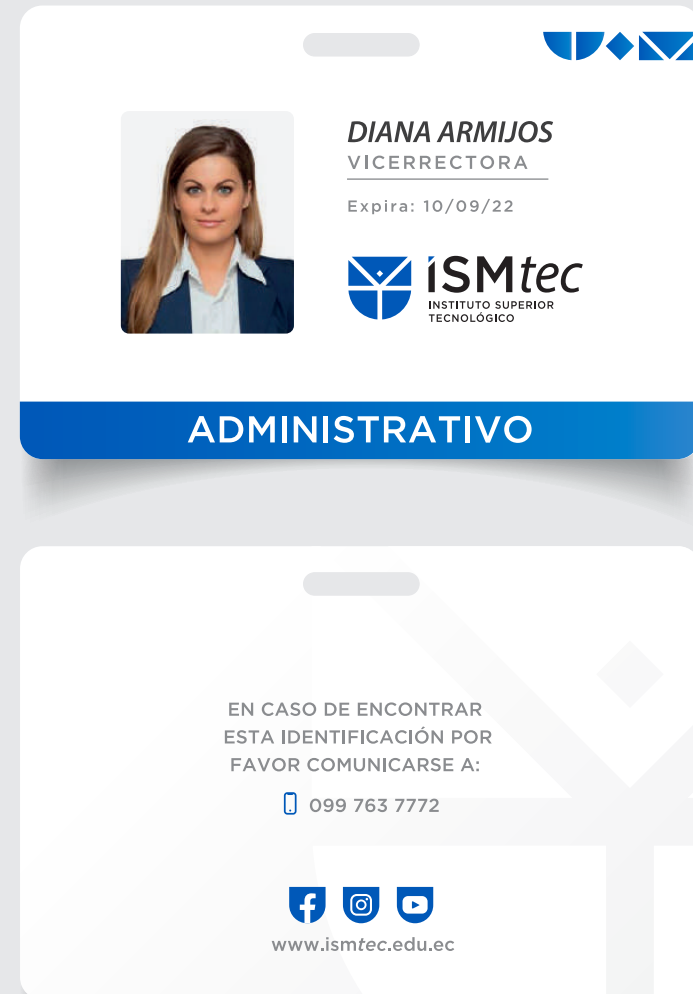 DIANA ARMIJOS
VICERRECTORA
Expira: 10/09/22
ISMtec
INSTITUTO SUPERIOR
TECNOLÓGICO
ADMINISTRATIVO
EN CASO DE ENCONTRAR
ESTA IDENTIFICACIÓN POR
FAVOR COMUNICARSE A:
099 763 7772
www.ismtec.edu.ec